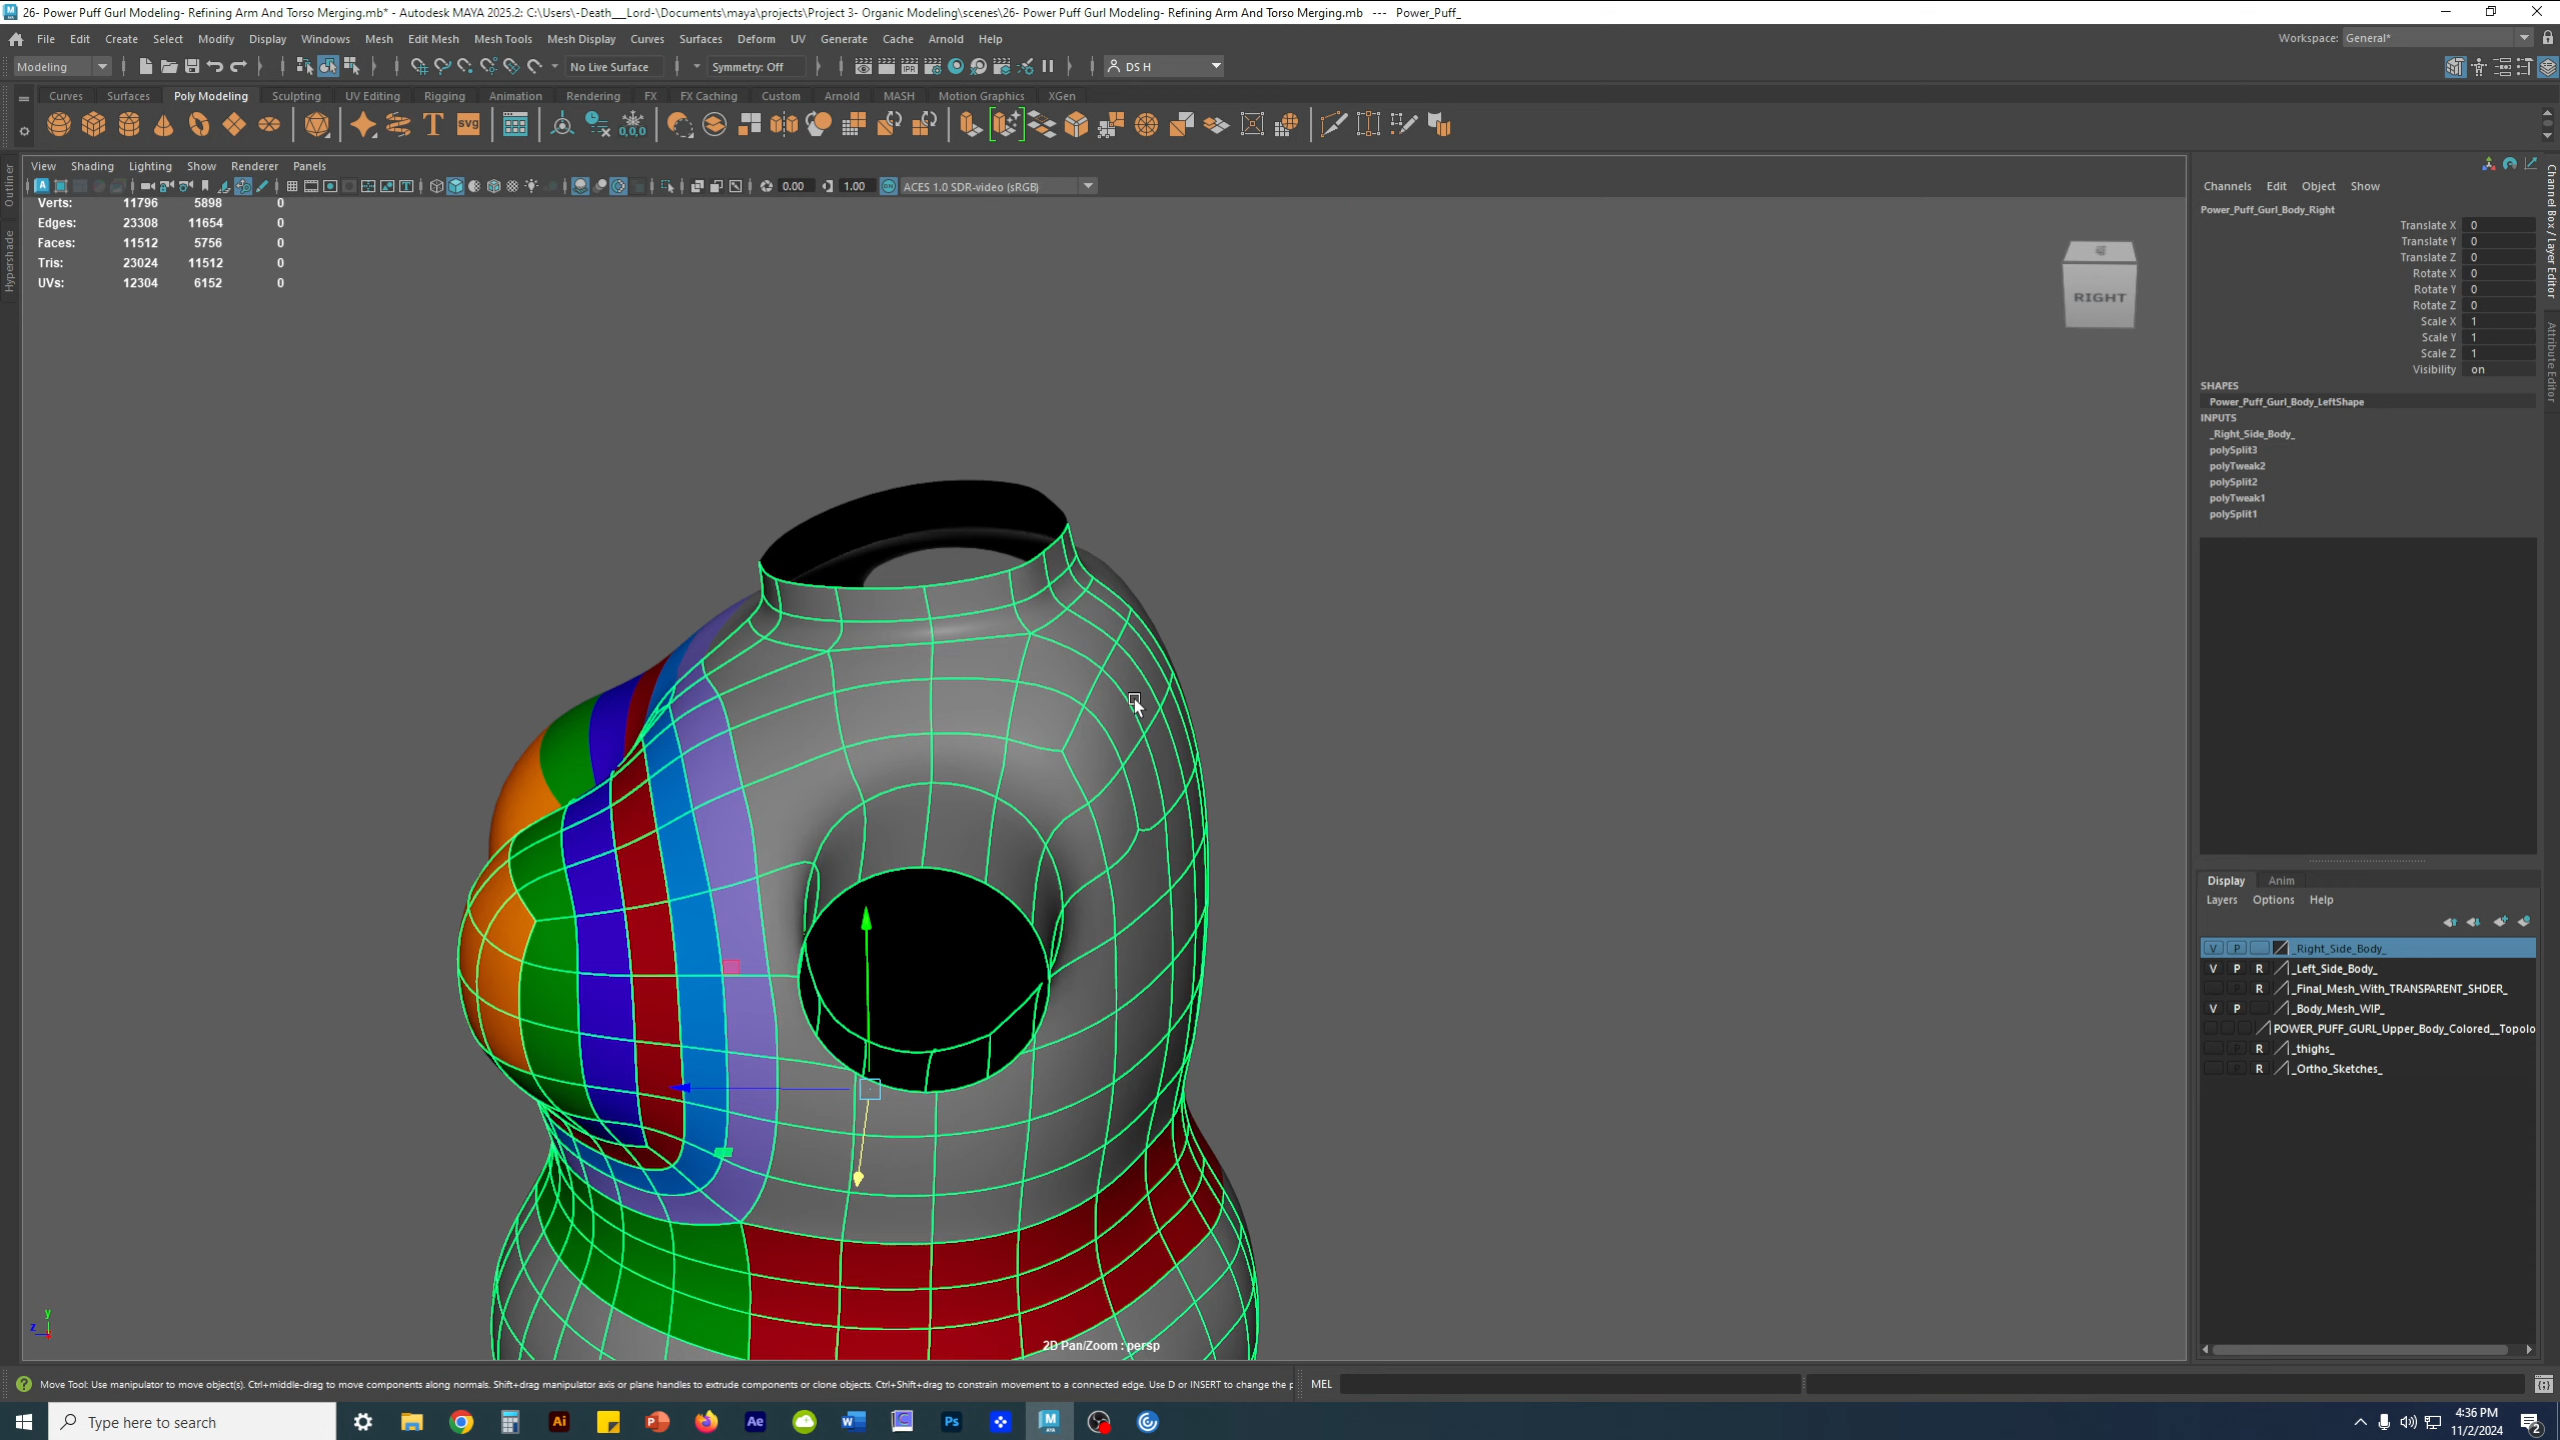 26- Power Puff Gurl Modeling- Refining Arm And Torso Merging.mb* - Autodesk MAYA 2025.2: C:\Users\-Death__Lord-\Documents\maya\projects\Project 3- Organic Modeling\scenes\26- Power Puff Gurl Modeling- Refining Arm And Torso Merging.mb --- Power_Puff_
File Edit Create Select Modify Display Windows Mesh Edit Mesh Mesh Tools Mesh Display Curves Surfaces Deform UV Generate Cache Arnold Help
Workspace: General*
Modeling No Live Surface Symmetry: Off DS H
Curves Surfaces Poly Modeling Sculpting UV Editing Rigging Animation Rendering FX FX Caching Custom Arnold MASH Motion Graphics XGen
View Shading Lighting Show Renderer Panels
0.00 1.00 ACES 1.0 SDR-video (sRGB)
Outliner
Hypershade
Verts: 11796 5898 0
Edges: 23308 11654 0
Faces: 11512 5756 0
Tris: 23024 11512 0
UVs: 12304 6152 0
RIGHT
2D Pan/Zoom : persp
Channels Edit Object Show
Power_Puff_Gurl_Body_Right
Translate X 0
Translate Y 0
Translate Z 0
Rotate X 0
Rotate Y 0
Rotate Z 0
Scale X 1
Scale Y 1
Scale Z 1
Visibility on
SHAPES
Power_Puff_Gurl_Body_LeftShape
INPUTS
_Right_Side_Body_
polySplit3
polyTweak2
polySplit2
polyTweak1
polySplit1
Channel Box / Layer Editor
Attribute Editor
Display Anim
Layers Options Help
V P _Right_Side_Body_
V P R _Left_Side_Body_
R _Final_Mesh_With_TRANSPARENT_SHDER_
V P _Body_Mesh_WIP_
POWER_PUFF_GURL_Upper_Body_Colored__Topolo
P R _thighs_
P R _Ortho_Sketches_
y
z
Move Tool: Use manipulator to move object(s). Ctrl+middle-drag to move components along normals. Shift+drag manipulator axis or plane handles to extrude components or clone objects. Ctrl+Shift+drag to constrain movement to a connected edge. Use D or INSERT to change the p
MEL
Type here to search
4:36 PM
11/2/2024
2